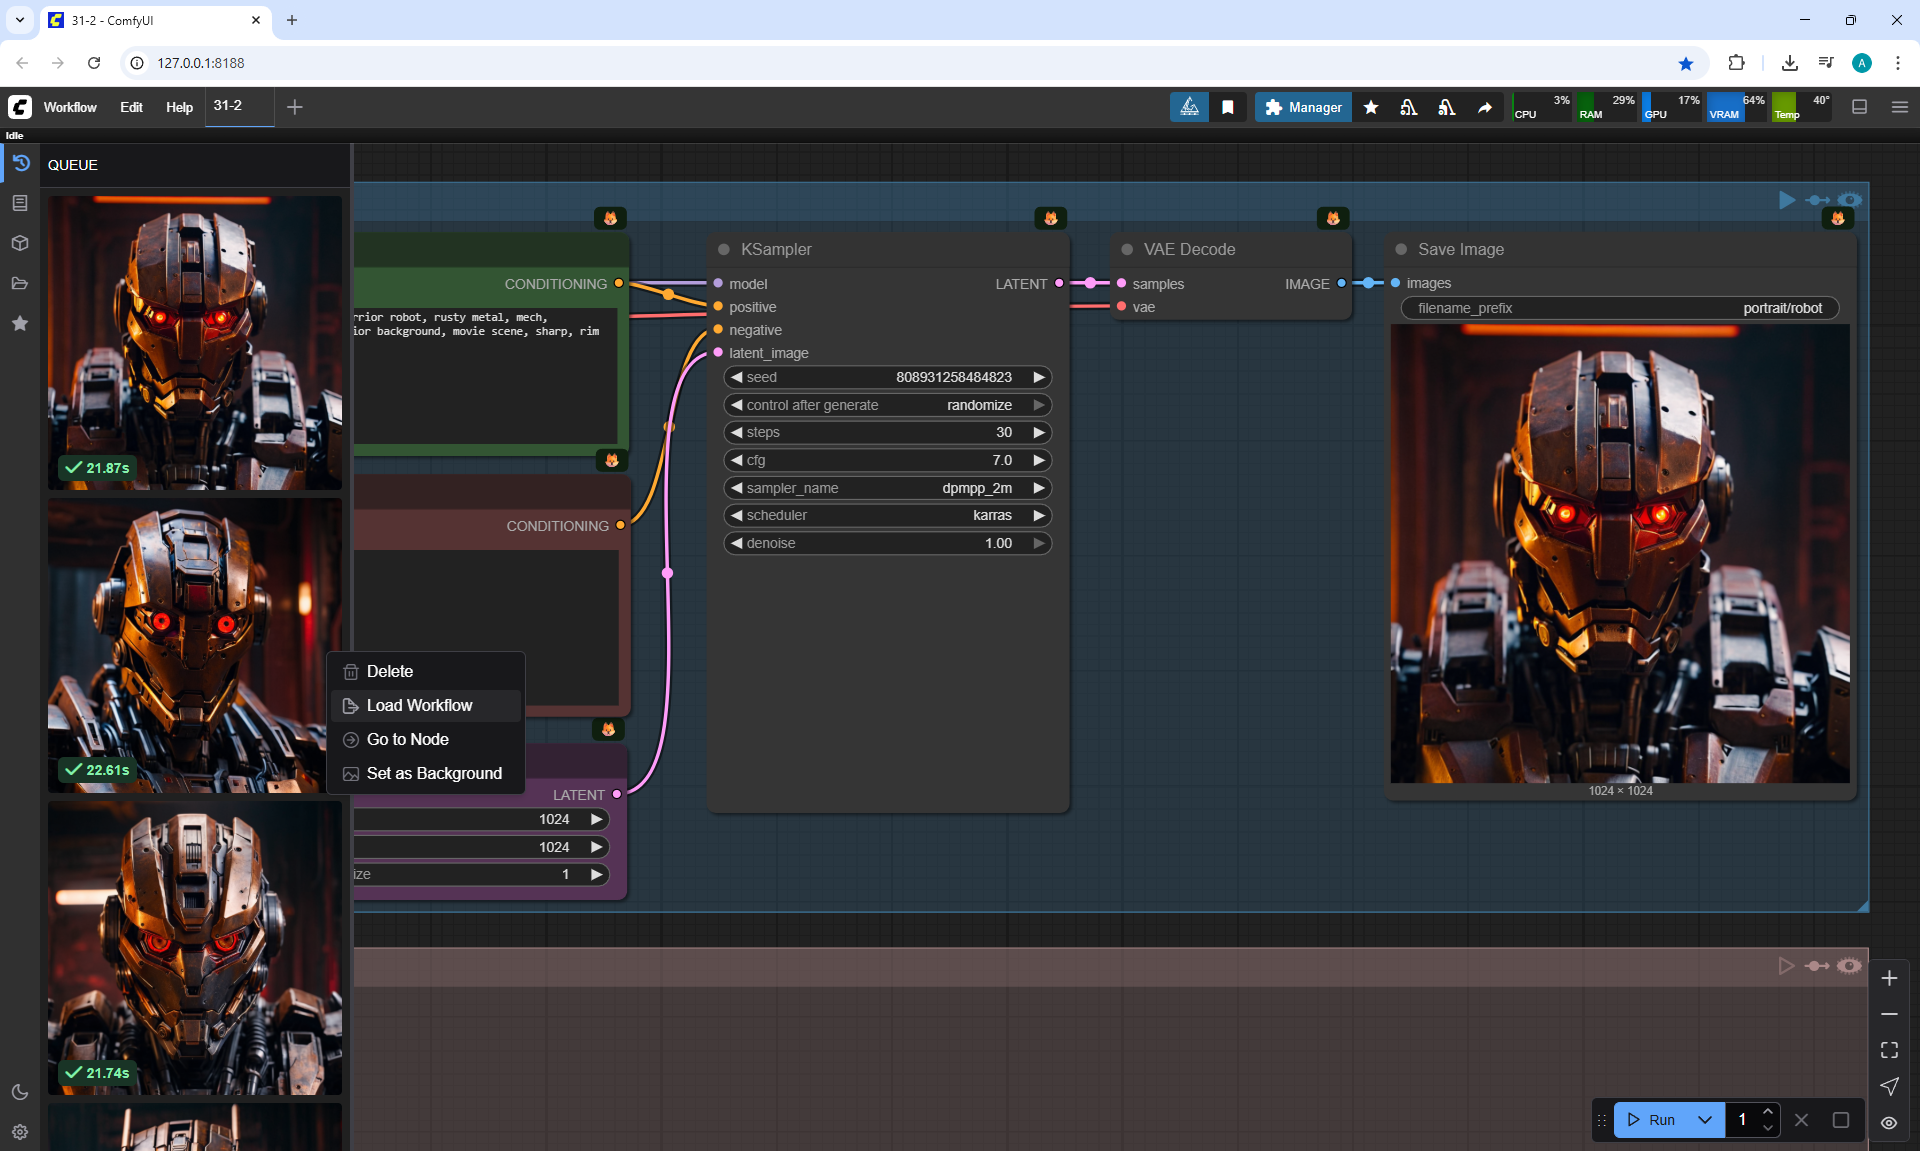 31-2 - ComfyUI
127.0.0.1:8188
Workflow Edit Help 31-2
Manager
3% CPU
29% RAM
17% GPU
64% VRAM
40° Temp
Idle
QUEUE
21.87s
22.61s
21.74s
Delete
Load Workflow
Go to Node
Set as Background
CONDITIONING
rrior robot, rusty metal, mech,
ior background, movie scene, sharp, rim
CONDITIONING
LATENT
1024
1024
ize 1
KSampler
model LATENT
positive
negative
latent_image
seed 808931258484823
control after generate randomize
steps 30
cfg 7.0
sampler_name dpmpp_2m
scheduler karras
denoise 1.00
VAE Decode
samples IMAGE
vae
Save Image
images
filename_prefix portrait/robot
1024 × 1024
Run 1
A